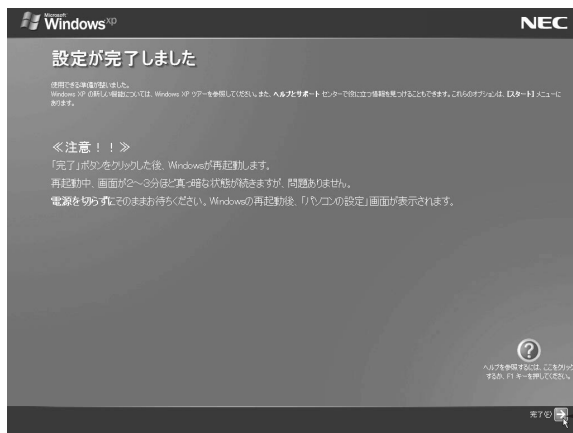 Microsoft
Windows xp
NEC
設定が完了しました
使用できる準備が整いました。
Windows XP の新しい機能については、Windows XP ツアーを参照してください。また、ヘルプとサポート センターで役に立つ情報を見つけることもできます。これらのオプションは、[スタート] メニューに
あります。
≪注意！！≫
「完了」ボタンをクリックした後、Windowsが再起動します。
再起動中、画面が2～3分ほど真っ暗な状態が続きますが、問題ありません。
電源を切らずにそのままお待ちください。Windowsの再起動後、「パソコンの設定」画面が表示されます。
ヘルプを参照するには、ここをクリック
するか、F1 キーを押してください。
完了(F)